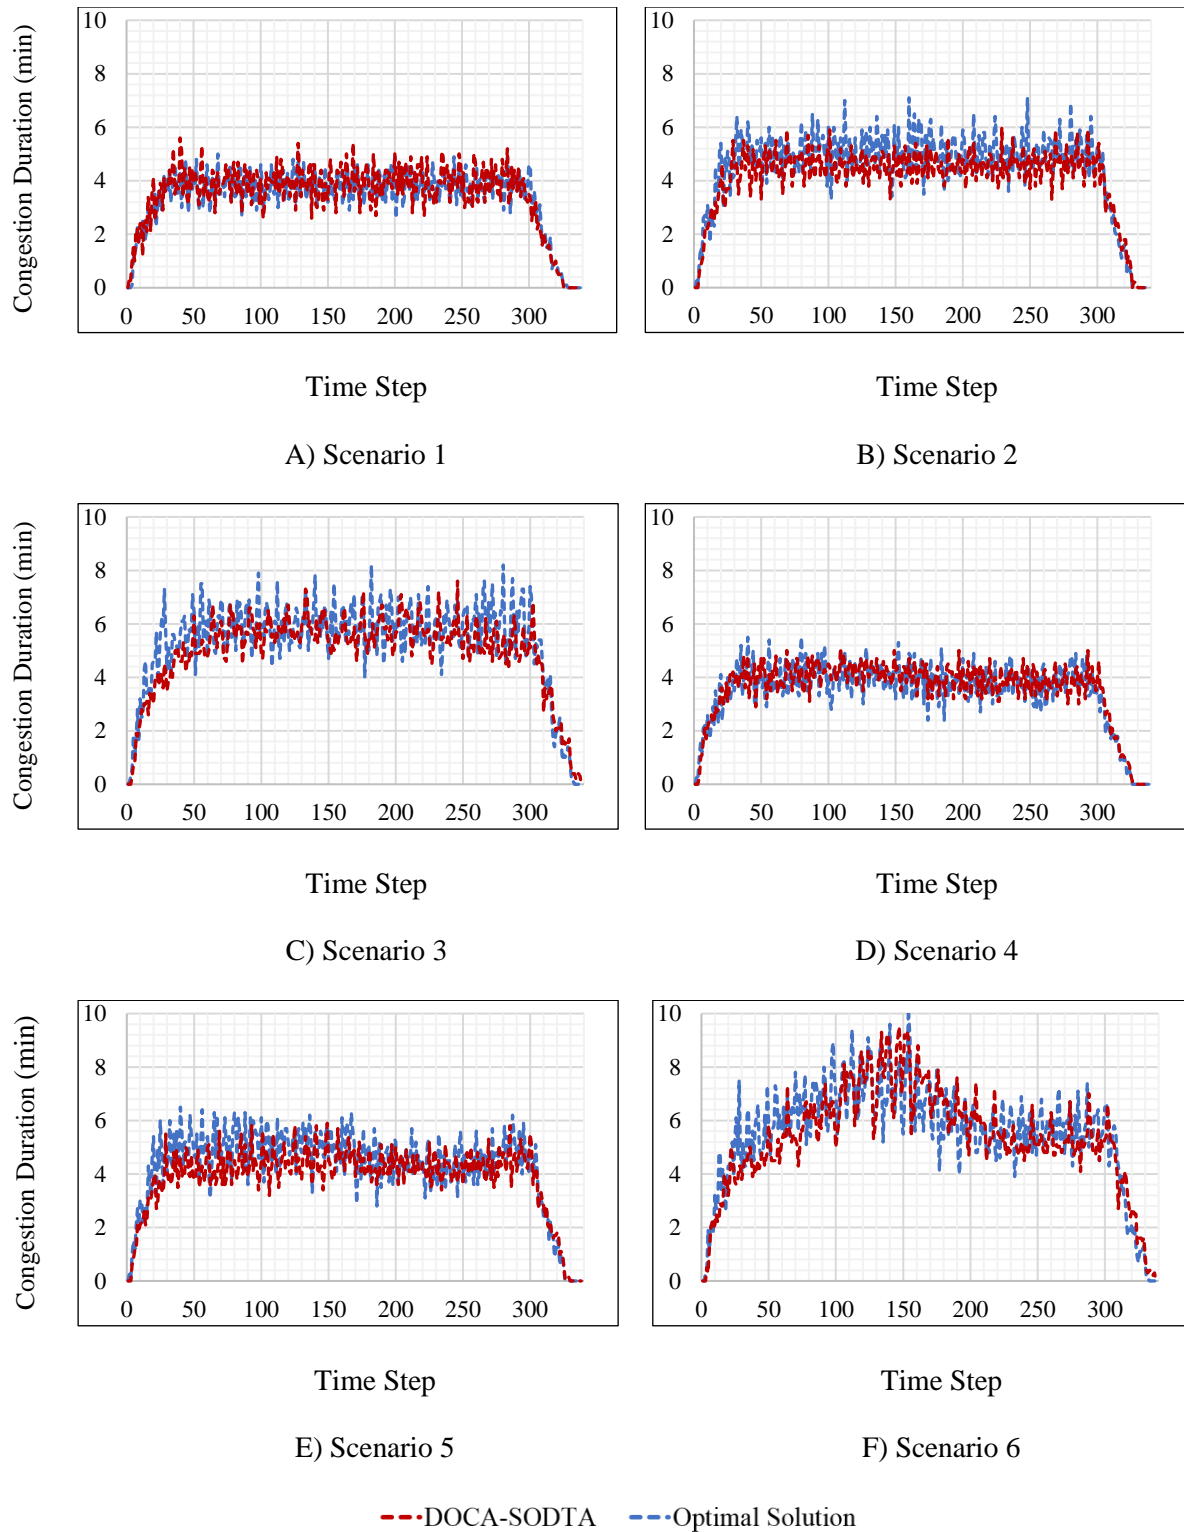 10
8
6
4
2
0
0 50 100 150 200 250 300
Congestion Duration (min)
Time Step
A) Scenario 1
10
8
6
4
2
0
0 50 100 150 200 250 300
Time Step
B) Scenario 2
10
8
6
4
2
0
0 50 100 150 200 250 300
Congestion Duration (min)
Time Step
C) Scenario 3
10
8
6
4
2
0
0 50 100 150 200 250 300
Time Step
D) Scenario 4
10
8
6
4
2
0
0 50 100 150 200 250 300
Congestion Duration (min)
Time Step
E) Scenario 5
10
8
6
4
2
0
0 50 100 150 200 250 300
Time Step
F) Scenario 6
DOCA-SODTA Optimal Solution